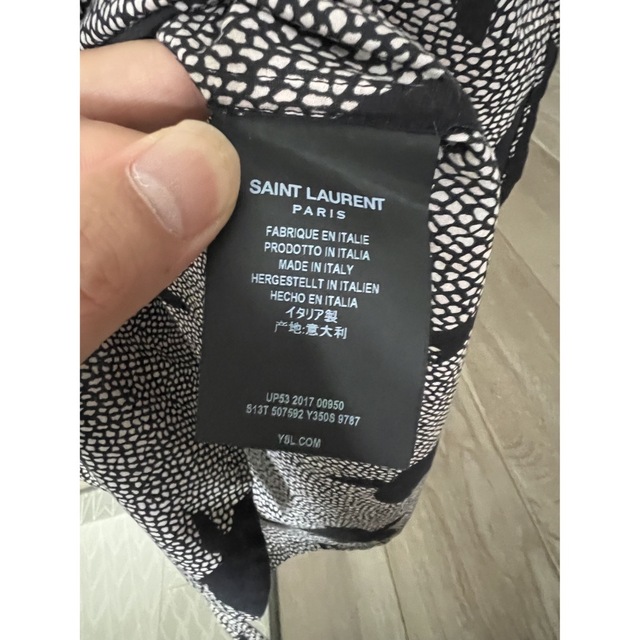 SAINT LAURENT
PARIS
FABRIQUE EN ITALIE
PRODOTTO IN ITALIA
MADE IN ITALY
HERGESTELLT IN ITALIEN
HECHO EN ITALIA
イタリア製
产地:意大利
UP53 2017 00950
S13T 507592 Y350S 9787
YSL.COM